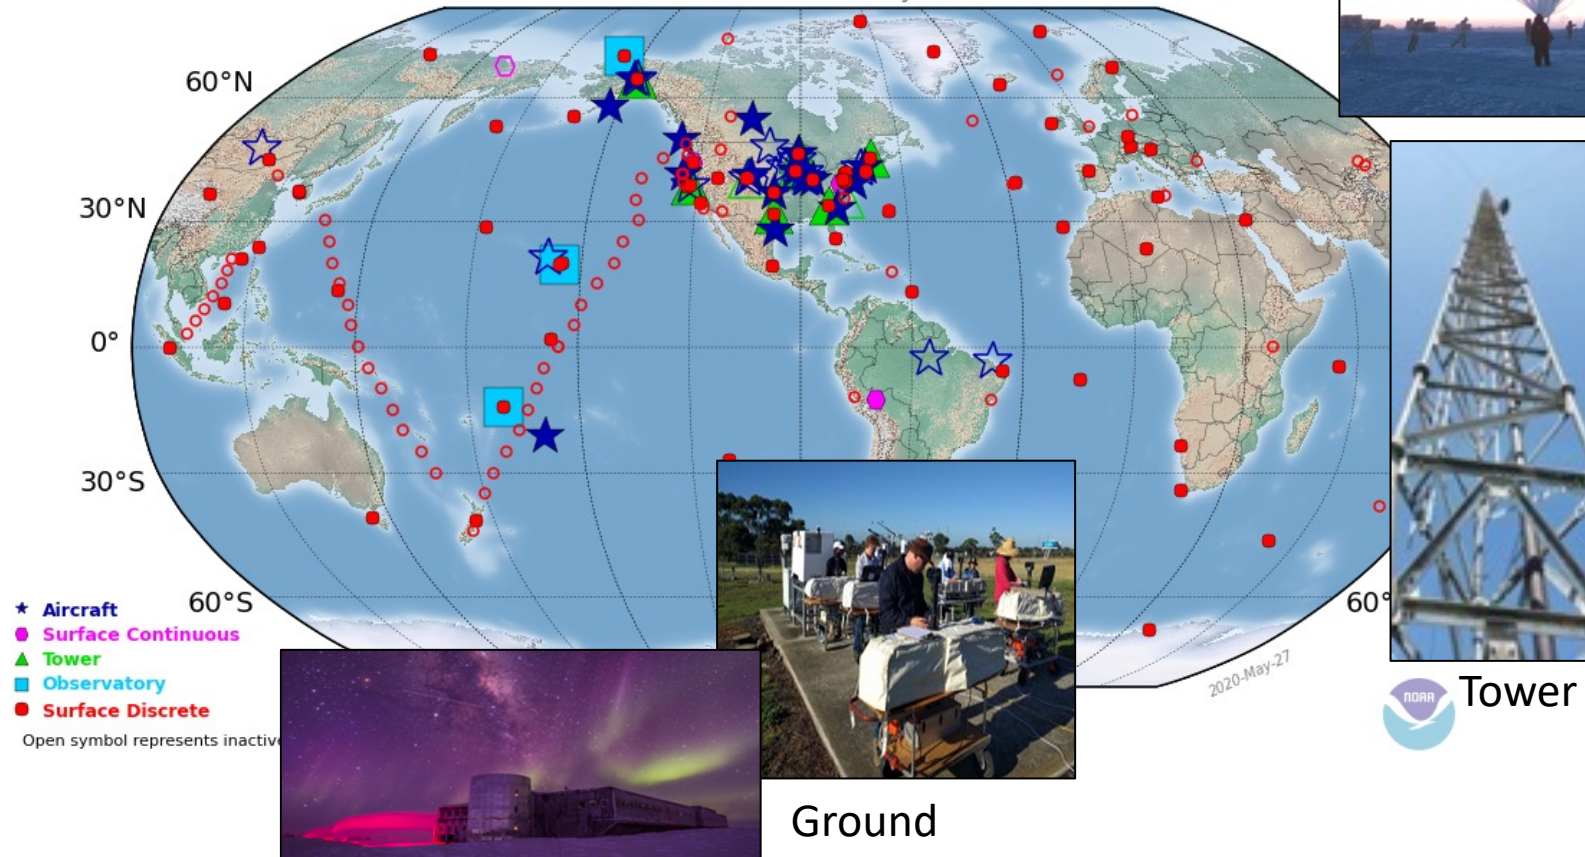 60°N
30°N
0°
30°S
60°S
60°
Aircraft
Surface Continuous
Tower
Observatory
Surface Discrete
Open symbol represents
2020-May-27
NOAA
Tower
Ground